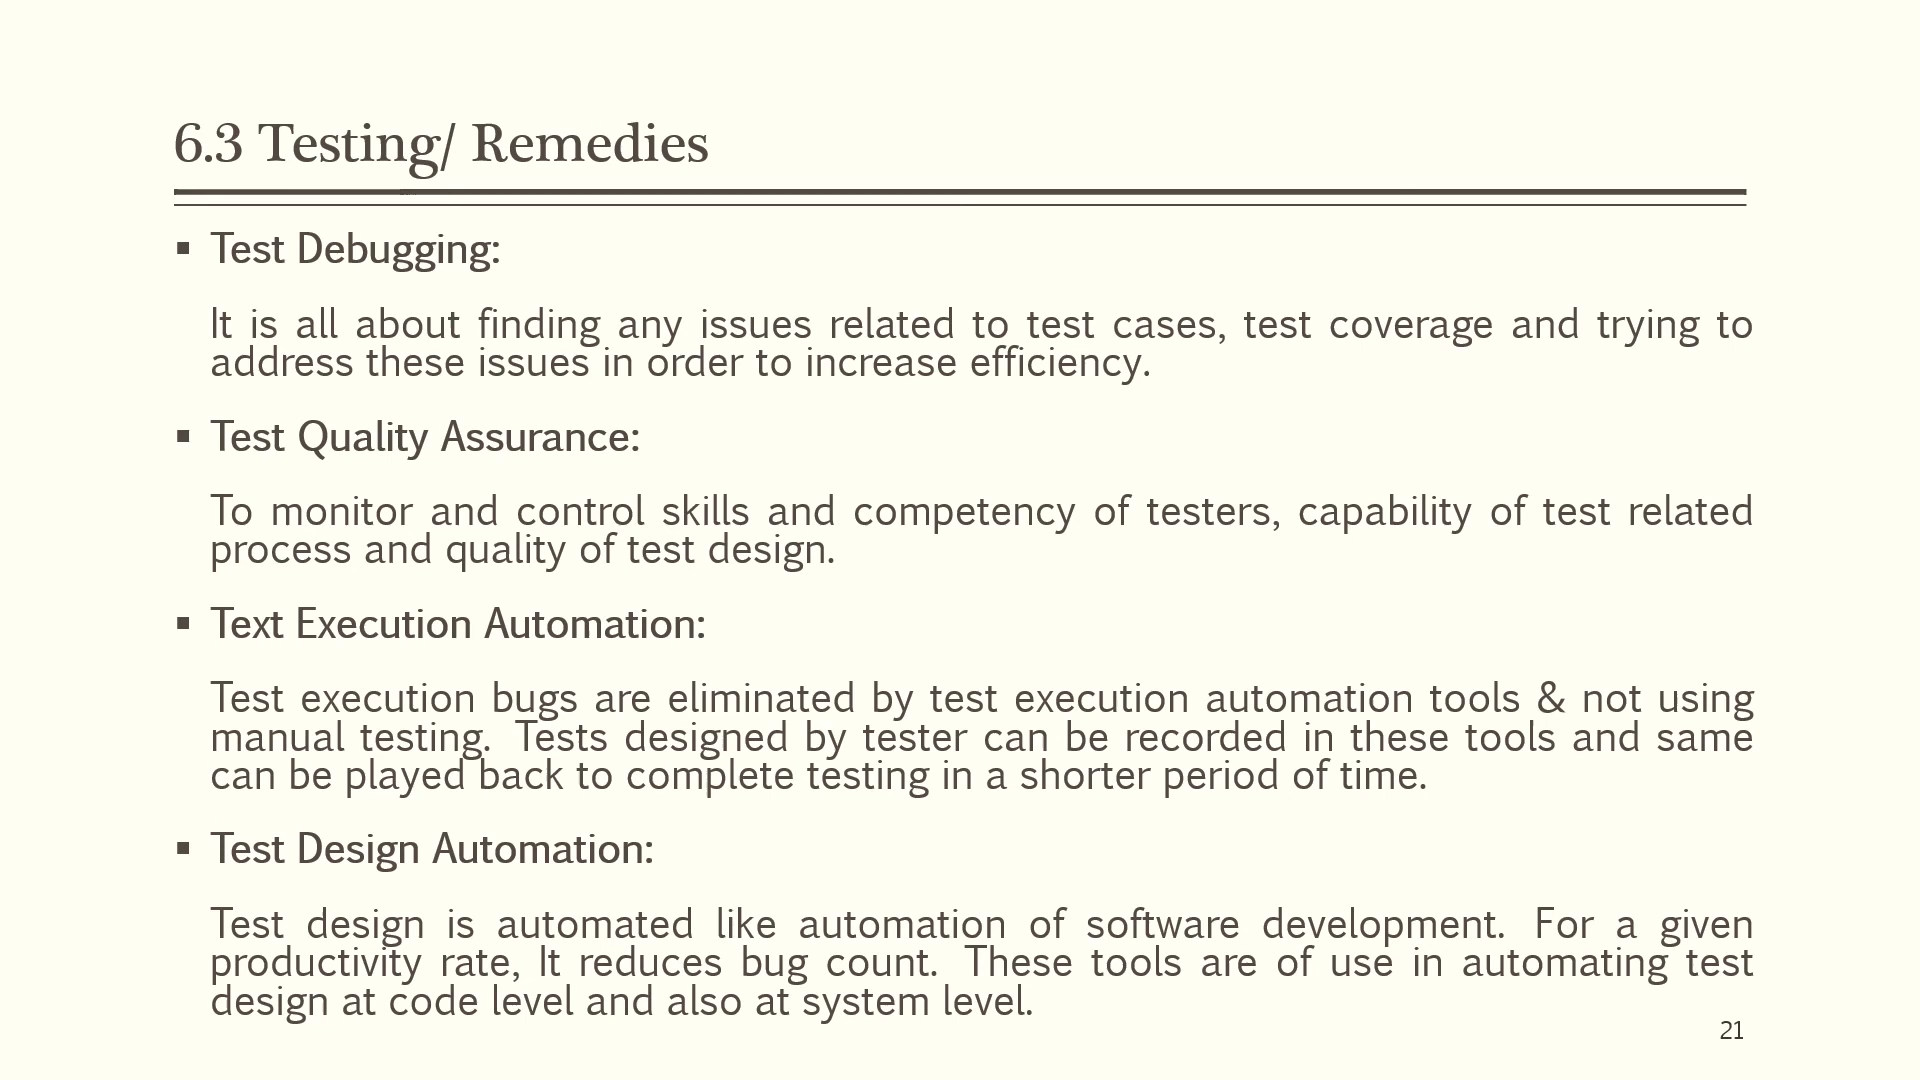 6.3 Testing/ Remedies
▪ Test Debugging:
It is all about finding any issues related to test cases, test coverage and trying to
address these issues in order to increase efficiency.
▪ Test Quality Assurance:
To monitor and control skills and competency of testers, capability of test related
process and quality of test design.
▪ Text Execution Automation:
Test execution bugs are eliminated by test execution automation tools & not using
manual testing. Tests designed by tester can be recorded in these tools and same
can be played back to complete testing in a shorter period of time.
▪ Test Design Automation:
Test design is automated like automation of software development. For a given
productivity rate, It reduces bug count. These tools are of use in automating test
design at code level and also at system level.
21